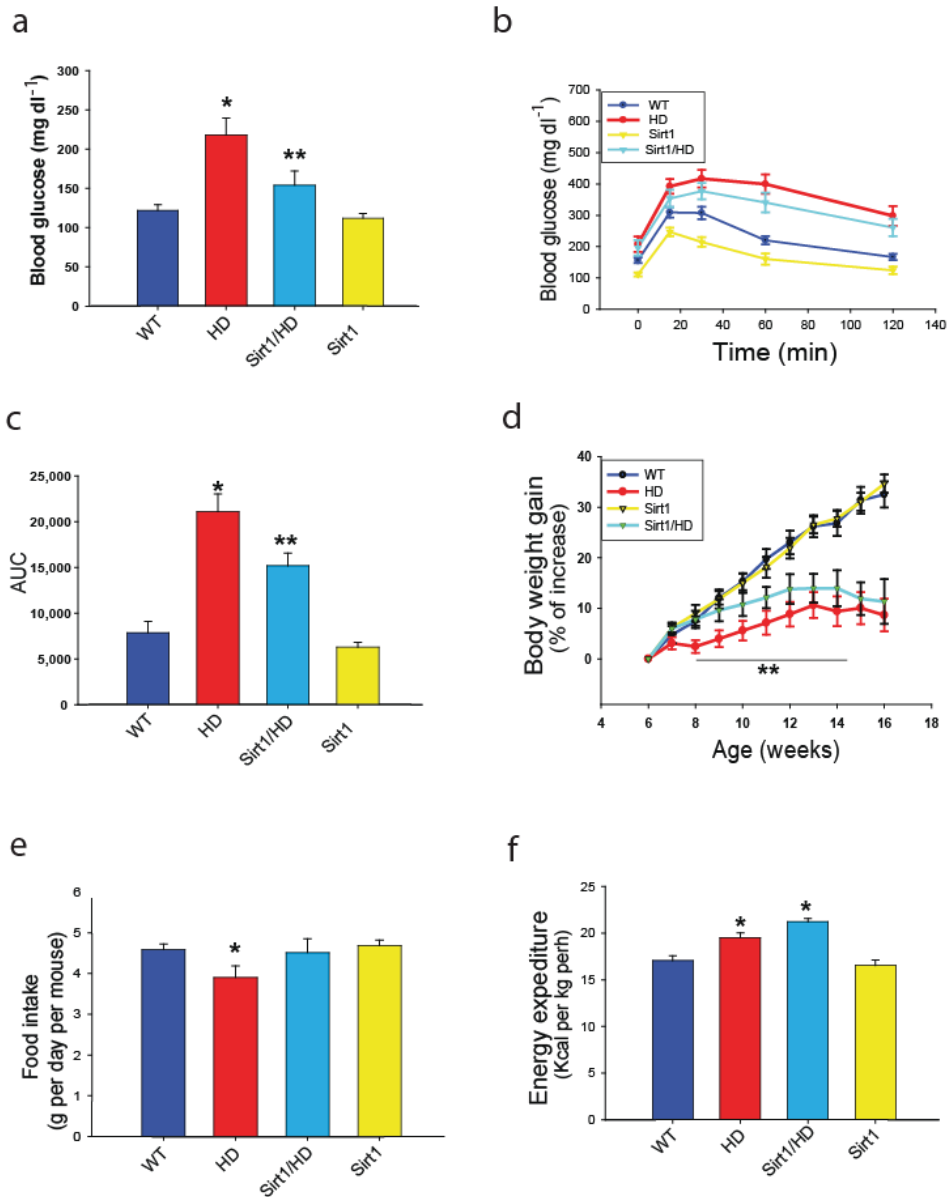 a
300
250
200
150
100
50
0
Blood glucose (mg dl⁻¹)
*
**
WT
HD
Sirt1/HD
Sirt1
b
700
600
500
400
300
200
100
0
Blood glucose (mg dl⁻¹)
WT
HD
Sirt1
Sirt1/HD
0 20 40 60 80 100 120 140
Time (min)
c
25,000
20,000
15,000
10,000
5,000
0
AUC
*
**
WT
HD
Sirt1/HD
Sirt1
d
40
30
20
10
0
Body weight gain
(% of increase)
WT
HD
Sirt1
Sirt1/HD
**
4 6 8 10 12 14 16 18
Age (weeks)
e
6
5
4
3
2
1
0
Food intake
(g per day per mouse)
*
WT
HD
Sirt1/HD
Sirt1
f
25
20
15
10
5
0
Energy expediture
(Kcal per kg perh)
*
*
WT
HD
Sirt1/HD
Sirt1